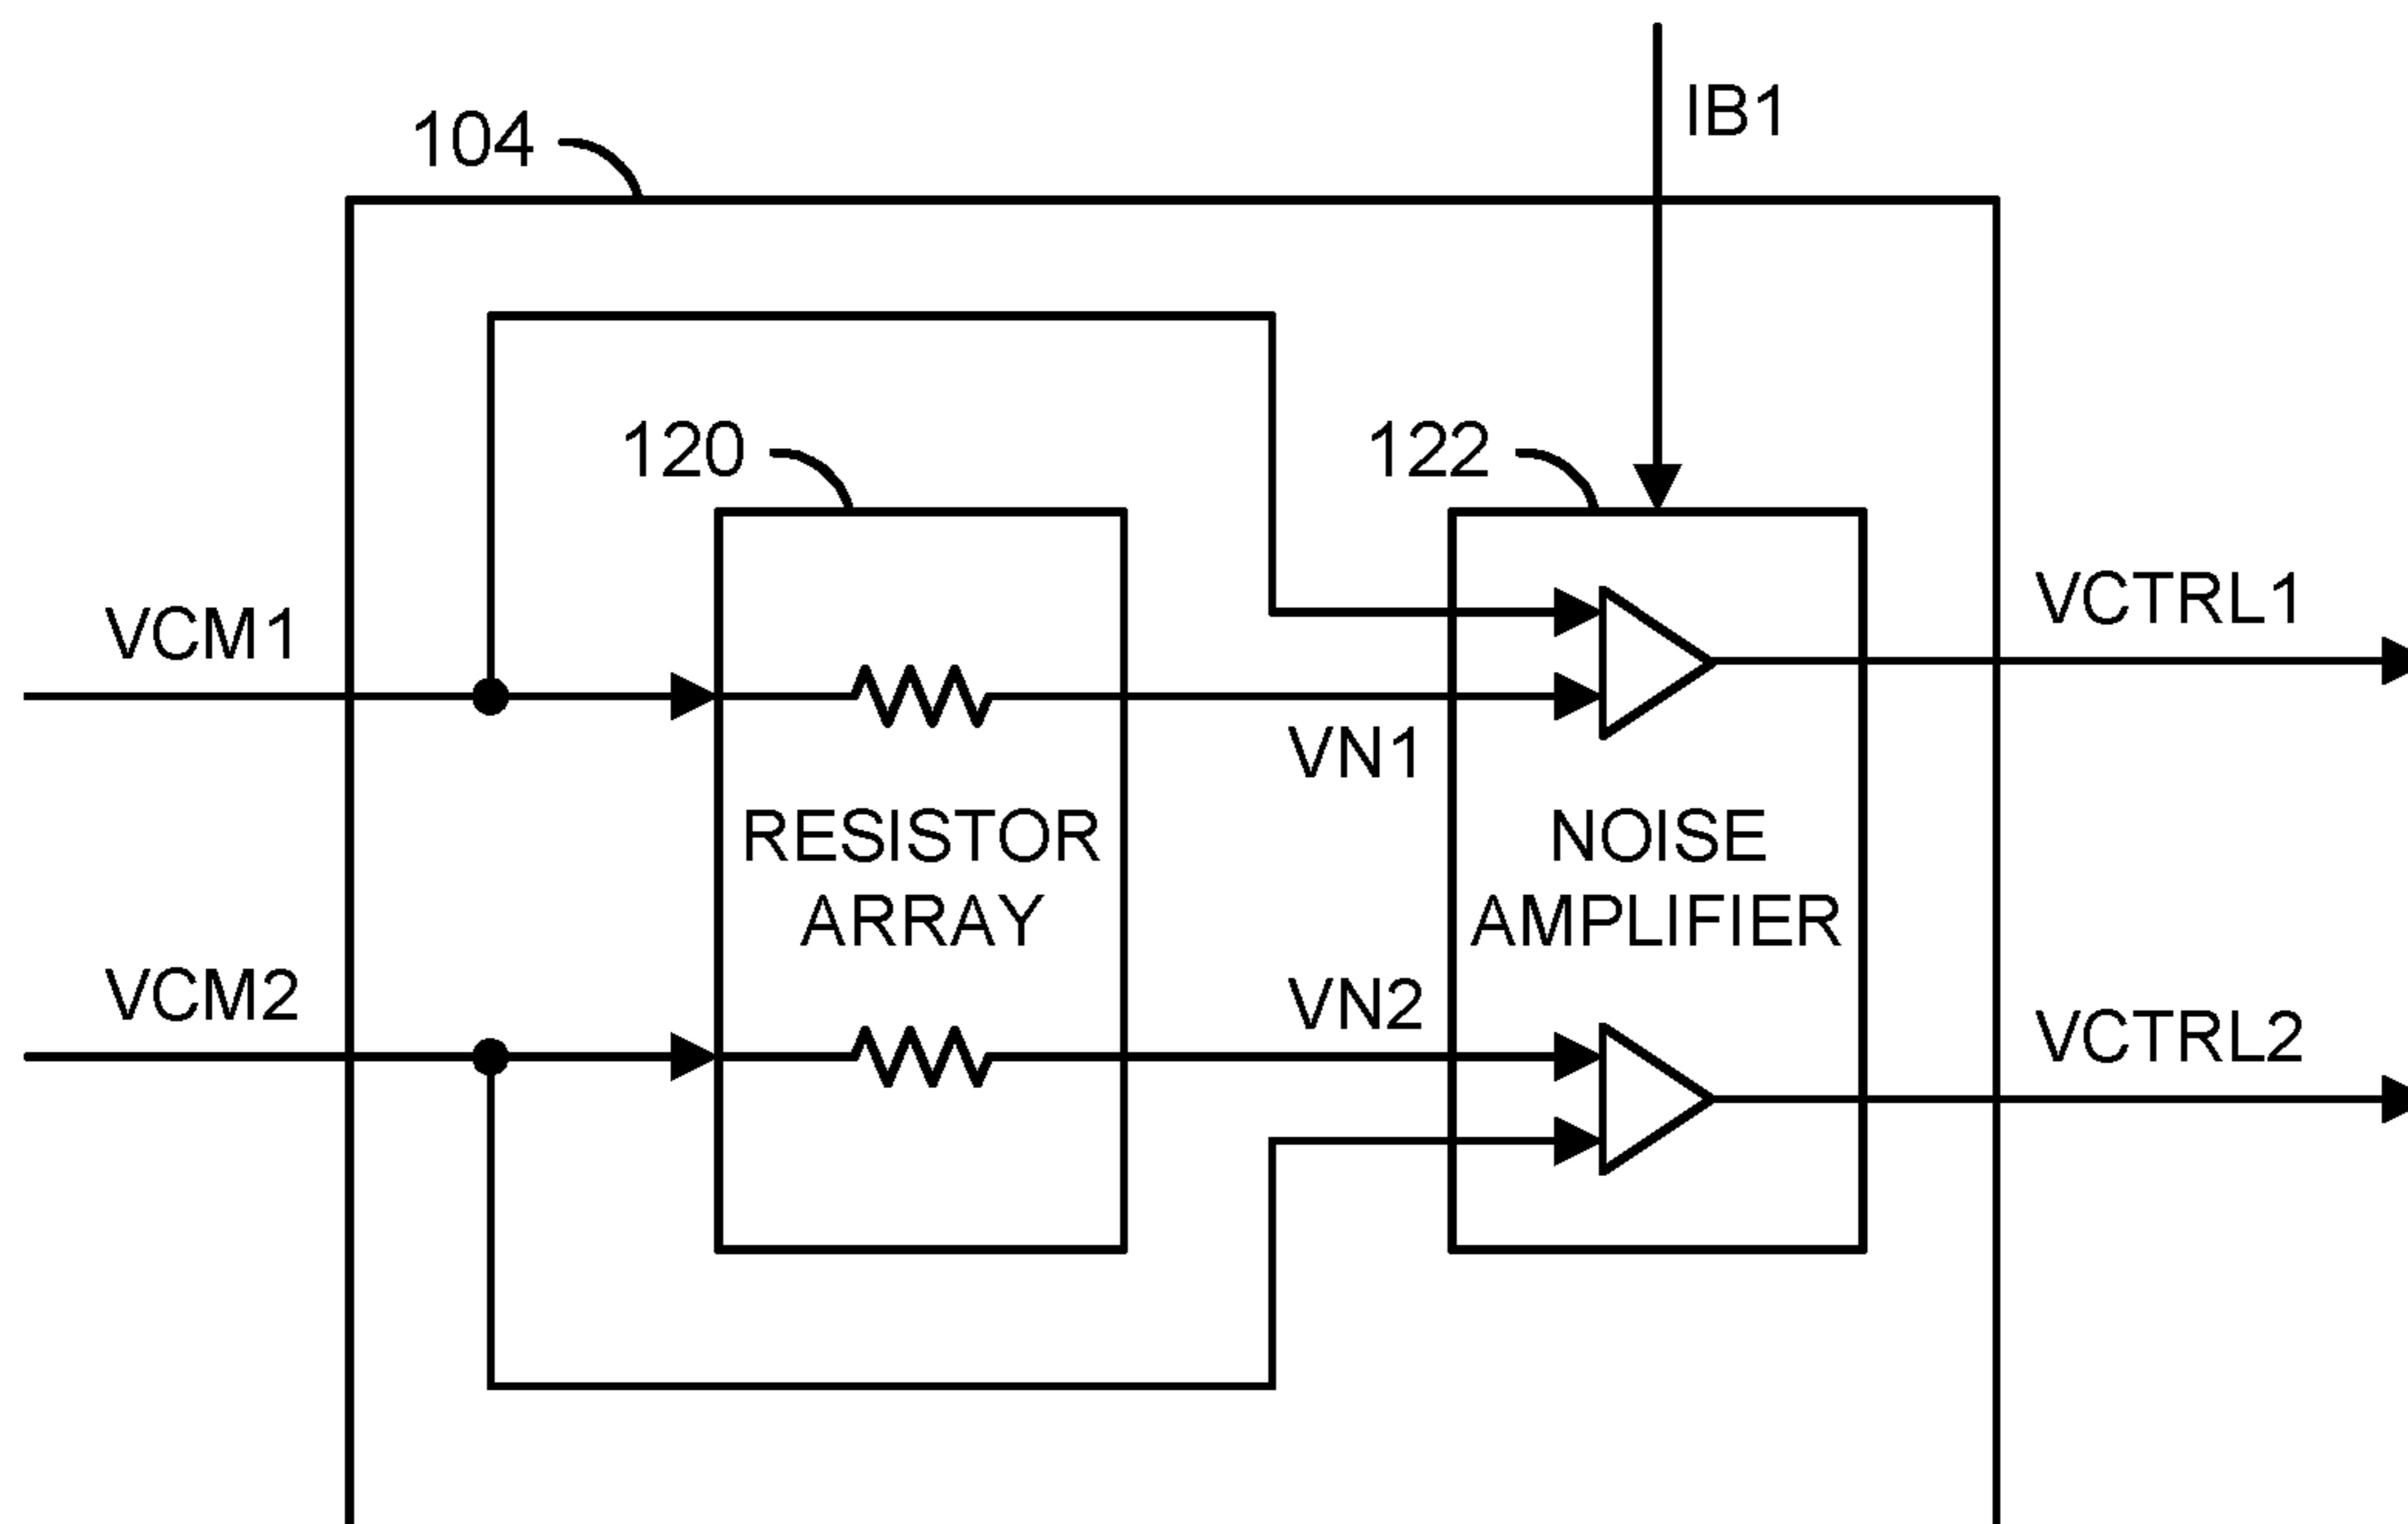 IB1
104
120
122
VCM1
VCTRL1
VN1
RESISTOR
ARRAY
NOISE
AMPLIFIER
VCM2
VN2
VCTRL2